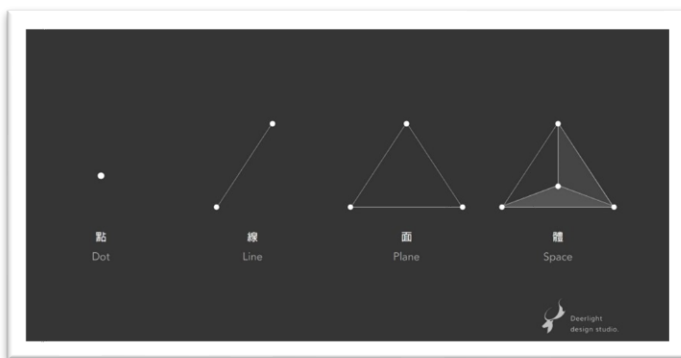 點
Dot
線
Line
面
Plane
體
Space
Deerlight
design studio.